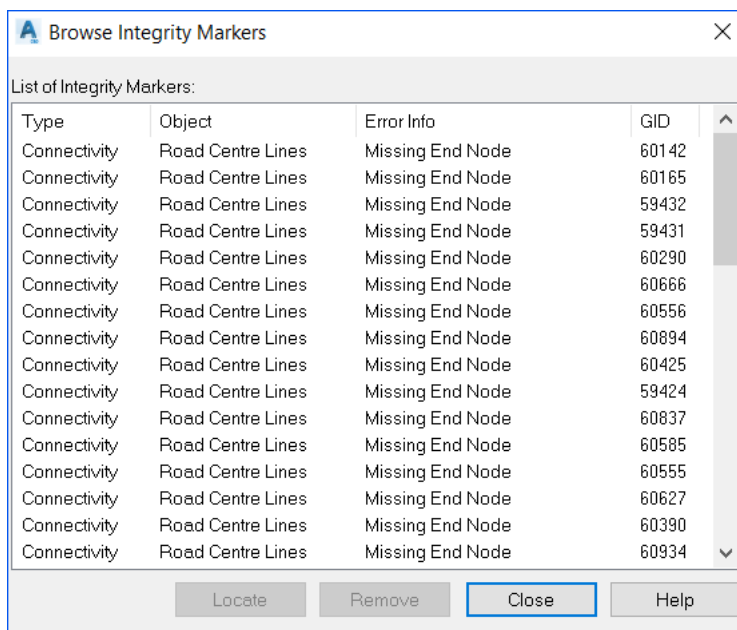 Browse Integrity Markers
List of Integrity Markers:
Type Object Error Info GID
Connectivity Road Centre Lines Missing End Node 60142
Connectivity Road Centre Lines Missing End Node 60165
Connectivity Road Centre Lines Missing End Node 59432
Connectivity Road Centre Lines Missing End Node 59431
Connectivity Road Centre Lines Missing End Node 60290
Connectivity Road Centre Lines Missing End Node 60666
Connectivity Road Centre Lines Missing End Node 60556
Connectivity Road Centre Lines Missing End Node 60894
Connectivity Road Centre Lines Missing End Node 60425
Connectivity Road Centre Lines Missing End Node 59424
Connectivity Road Centre Lines Missing End Node 60837
Connectivity Road Centre Lines Missing End Node 60585
Connectivity Road Centre Lines Missing End Node 60555
Connectivity Road Centre Lines Missing End Node 60627
Connectivity Road Centre Lines Missing End Node 60390
Connectivity Road Centre Lines Missing End Node 60934
Locate Remove Close Help